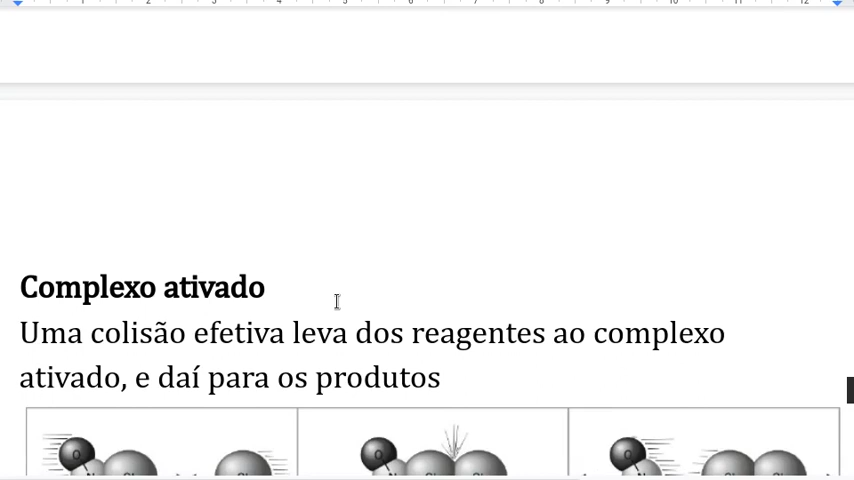 Complexo ativado
Uma colisão efetiva leva dos reagentes ao complexo
ativado, e daí para os produtos
O
O
O